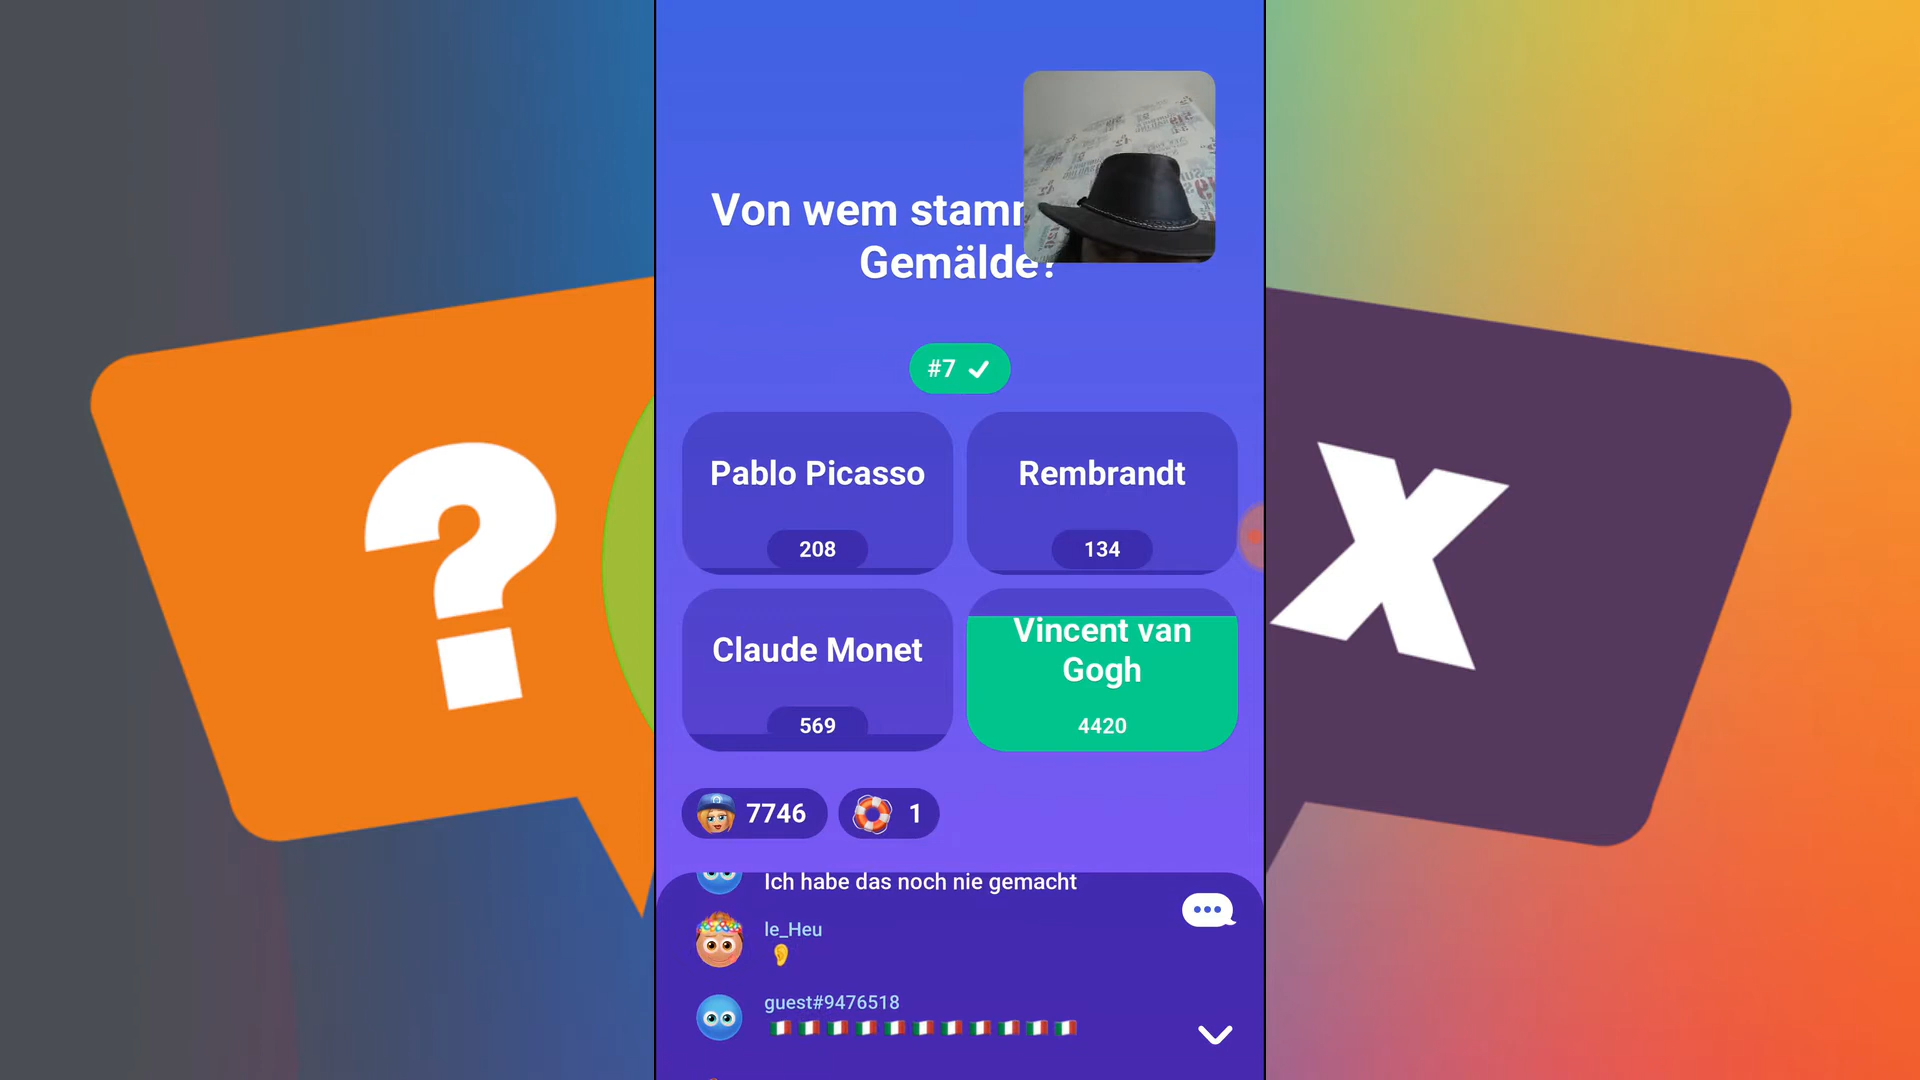 Von wem stamm
Gemälde?
#7
Pablo Picasso
208
Rembrandt
134
Claude Monet
569
Vincent van
Gogh
4420
7746
1
Ich habe das noch nie gemacht
le_Heu
guest#9476518
?
X